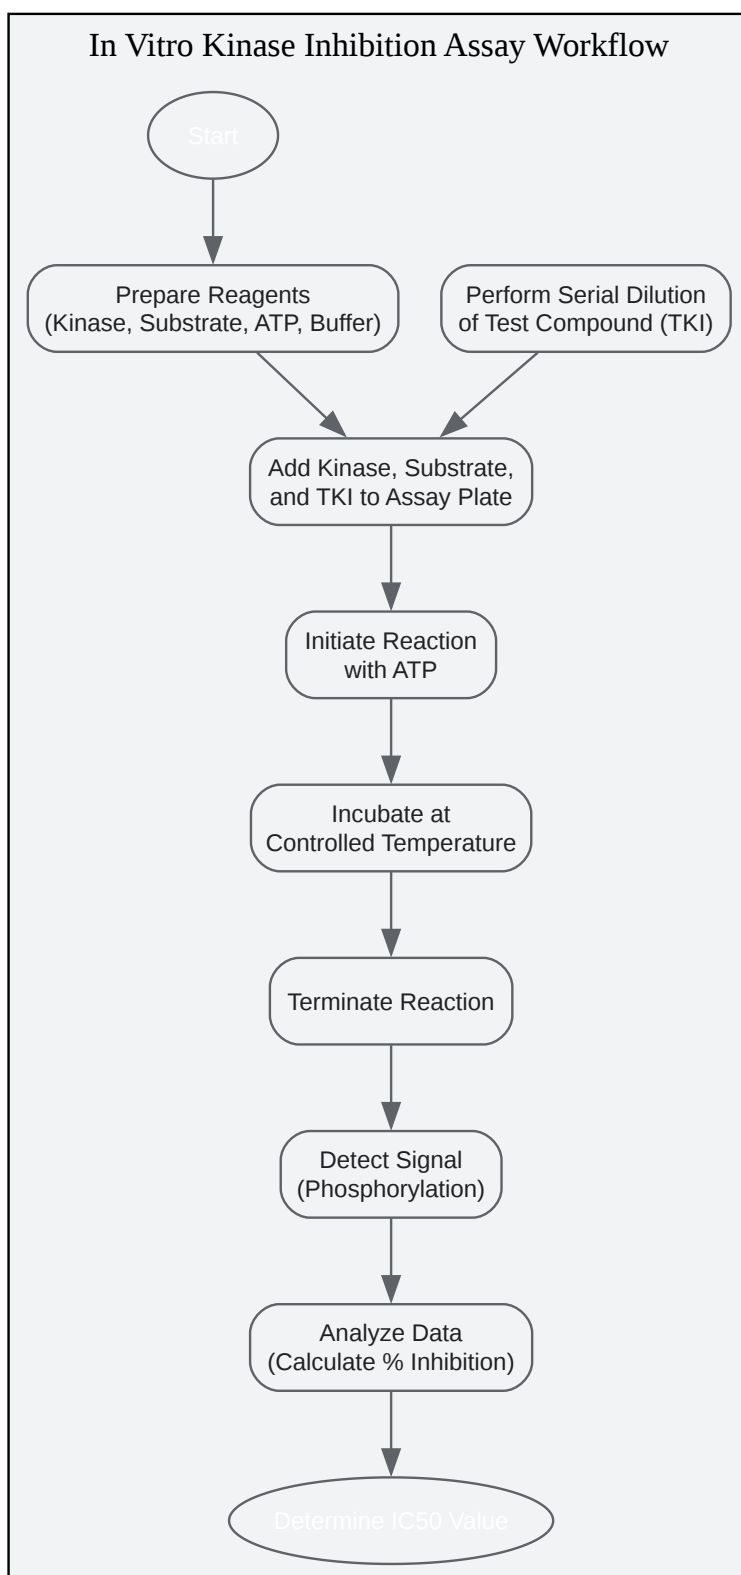 In Vitro Kinase Inhibition Assay Workflow
Start
Prepare Reagents
(Kinase, Substrate, ATP, Buffer)
Perform Serial Dilution
of Test Compound (TKI)
Add Kinase, Substrate,
and TKI to Assay Plate
Initiate Reaction
with ATP
Incubate at
Controlled Temperature
Terminate Reaction
Detect Signal
(Phosphorylation)
Analyze Data
(Calculate % Inhibition)
Determine IC50 Value